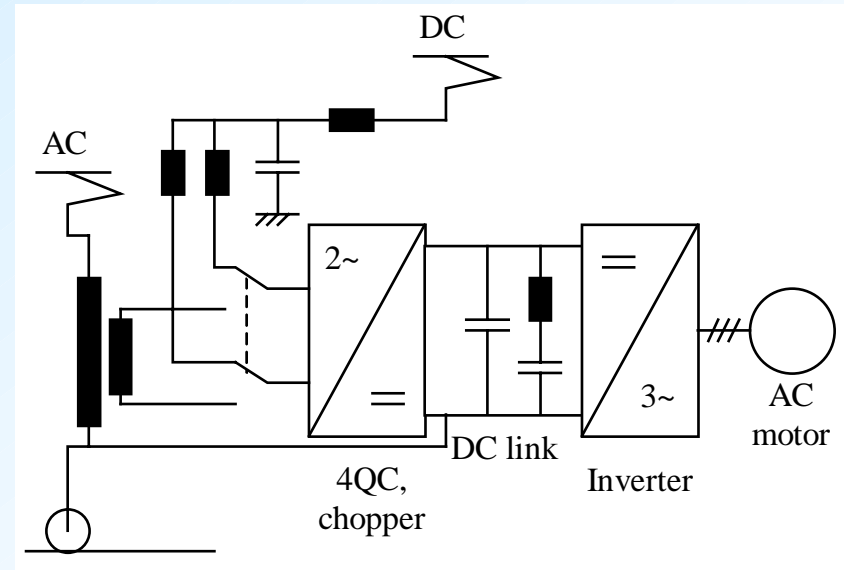 DC
AC
2~
3~
DC link
4QC,
chopper
Inverter
AC
motor